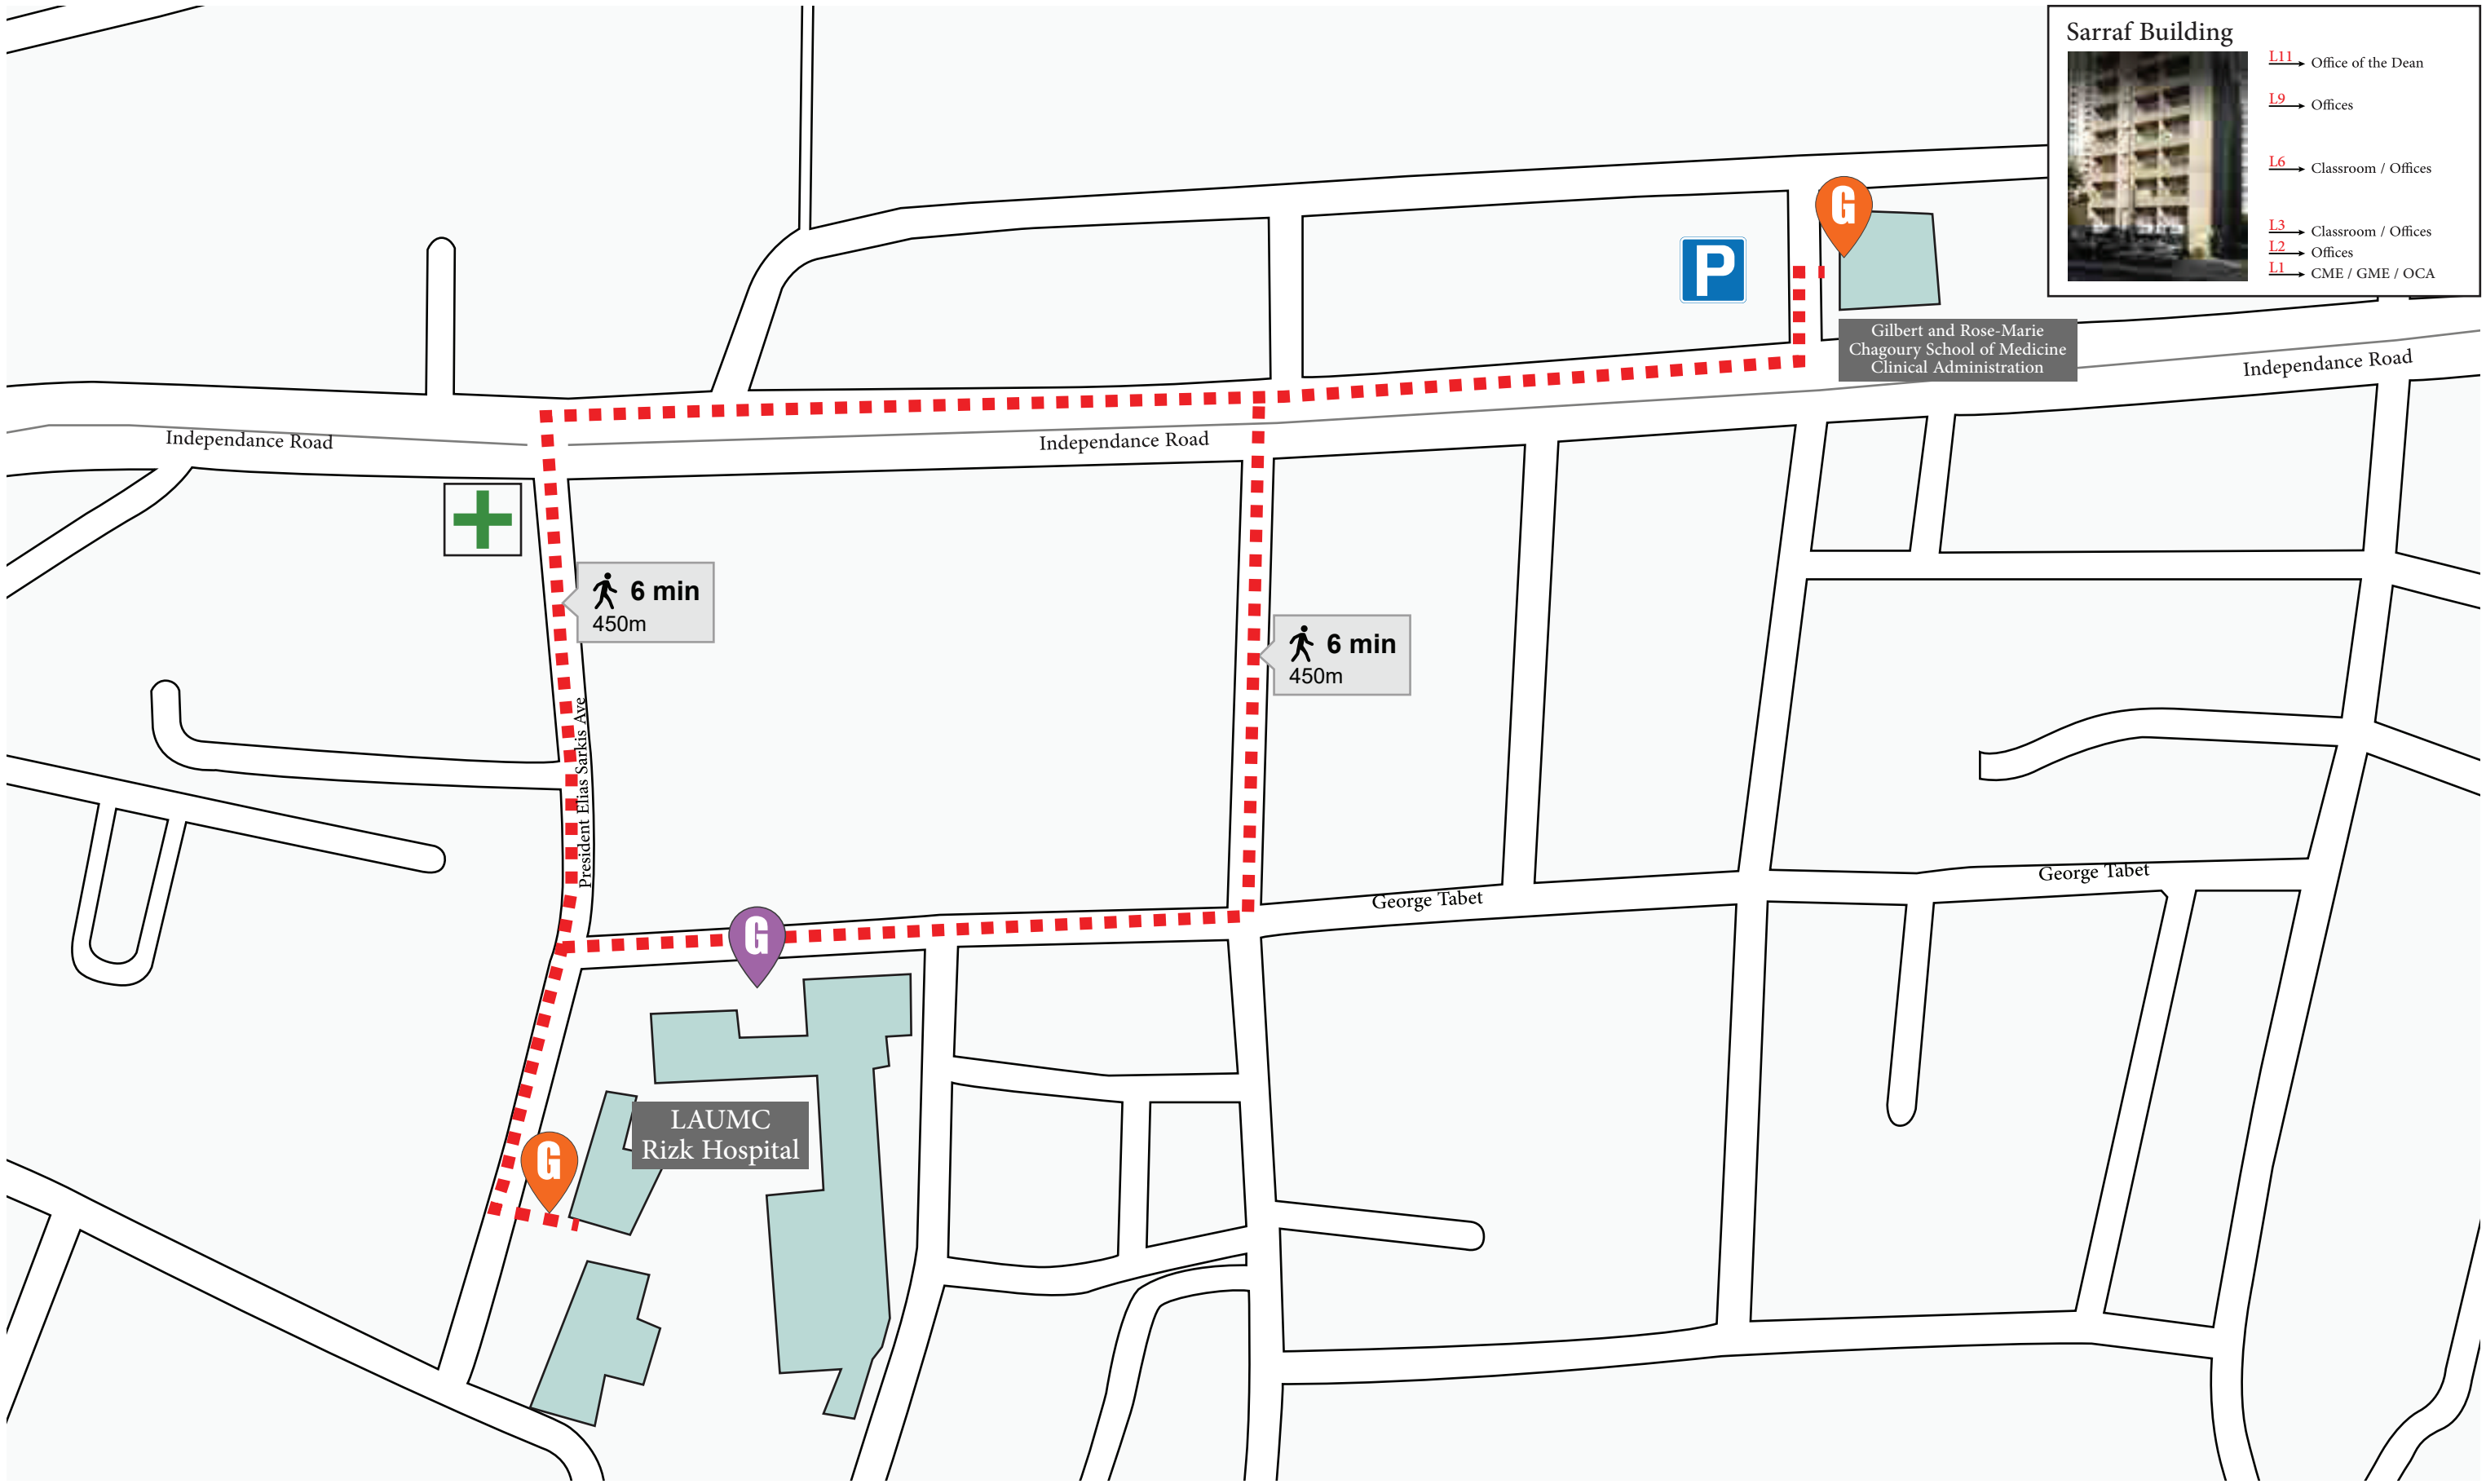 Sarraf Building
L11 Office of the Dean
L9 Offices
L6 Classroom / Offices
L3 Classroom / Offices
L2 Offices
L1 CME / GME / OCA
G
P
Gilbert and Rose-Marie
Chagoury School of Medicine
Clinical Administration
Independance Road
Independance Road
Independance Road
6 min
450m
6 min
450m
President Elias Sarkis Ave
George Tabet
George Tabet
G
LAUMC
Rizk Hospital
G